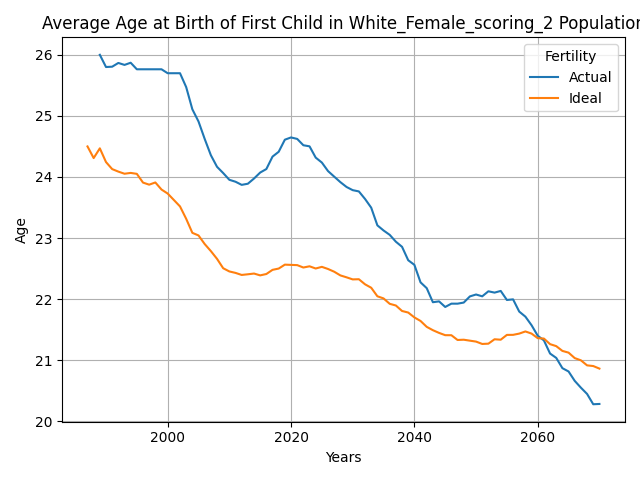 Average Age at Birth of First Child in White_Female_scoring_2 Population
Fertility
Actual
Ideal
Age
26
25
24
23
22
21
20
2000
2020
2040
2060
Years